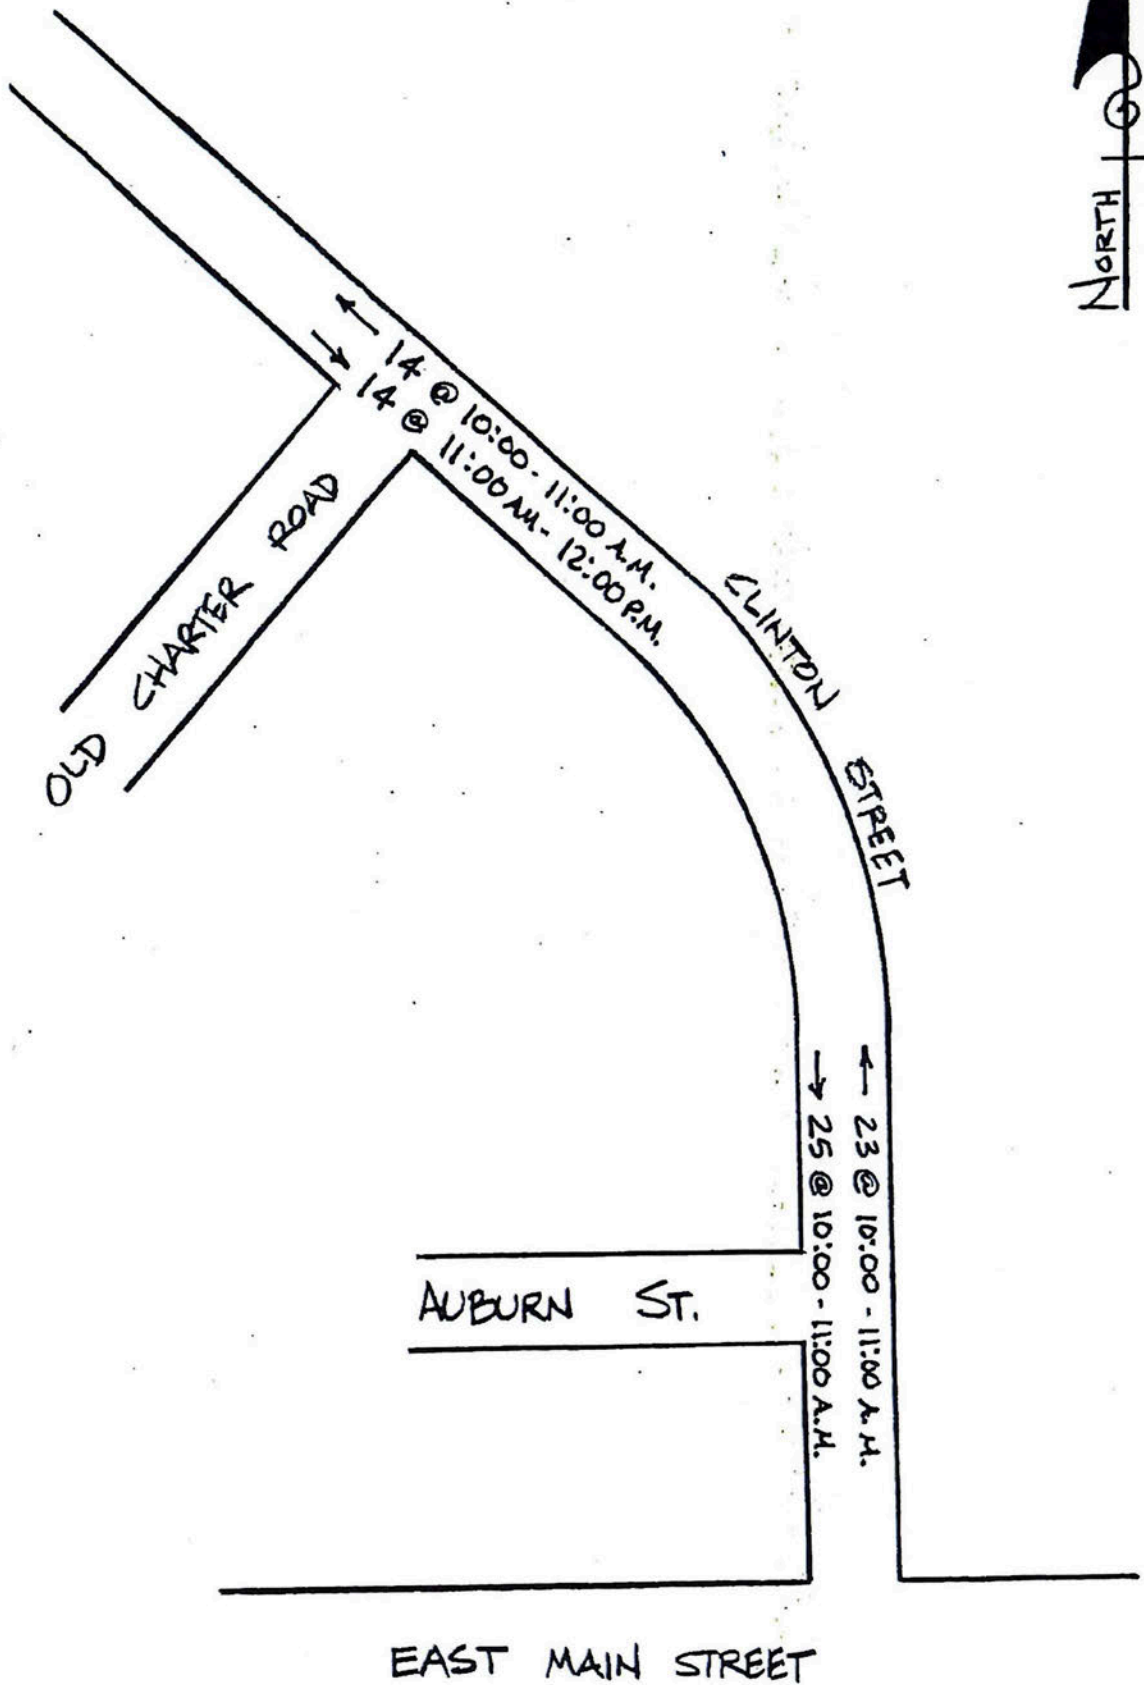 NORTH
14 @ 10:00 - 11:00 A.M.
14 @ 11:00 AM - 12:00 P.M.
OLD CHARTER ROAD
CLINTON STREET
23 @ 10:00 - 11:00 A.M.
25 @ 10:00 - 11:00 A.M.
AUBURN ST.
EAST MAIN STREET